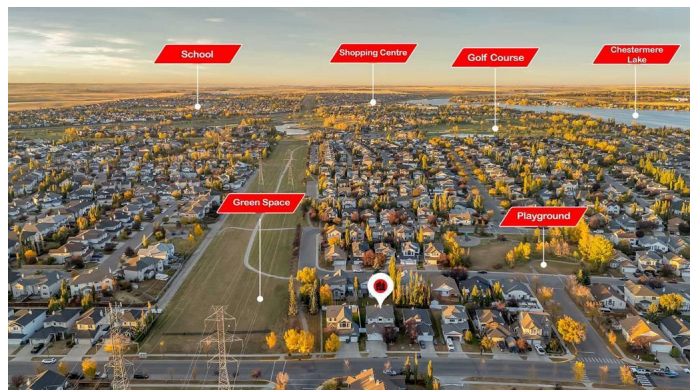 School
Shopping Centre
Golf Course
Chestermere
Lake
Green Space
Playground